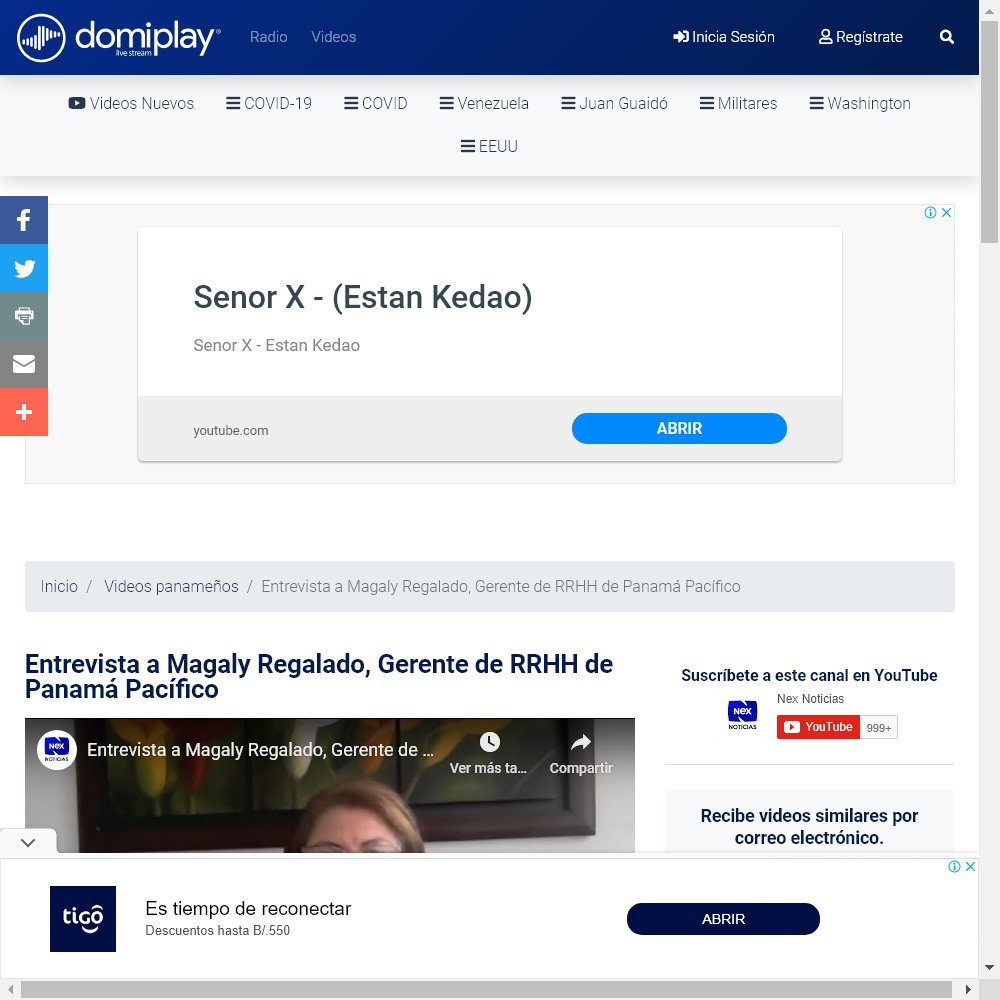 domiplay
live stream
Radio
Videos
Inicia Sesión
Regístrate
Videos Nuevos
COVID-19
COVID
Venezuela
Juan Guaidó
Militares
Washington
EEUU
Senor X - (Estan Kedao)
Senor X - Estan Kedao
youtube.com
ABRIR
Inicio / Videos panameños / Entrevista a Magaly Regalado, Gerente de RRHH de Panamá Pacífico
Entrevista a Magaly Regalado, Gerente de RRHH de
Panamá Pacífico
NEX
NOTICIAS
Entrevista a Magaly Regalado, Gerente de ...
Ver más ta...
Compartir
Suscríbete a este canal en YouTube
NEX
NOTICIAS
Nex Noticias
YouTube
999+
Recibe videos similares por
correo electrónico.
tigo
Es tiempo de reconectar
Descuentos hasta B/.550
ABRIR